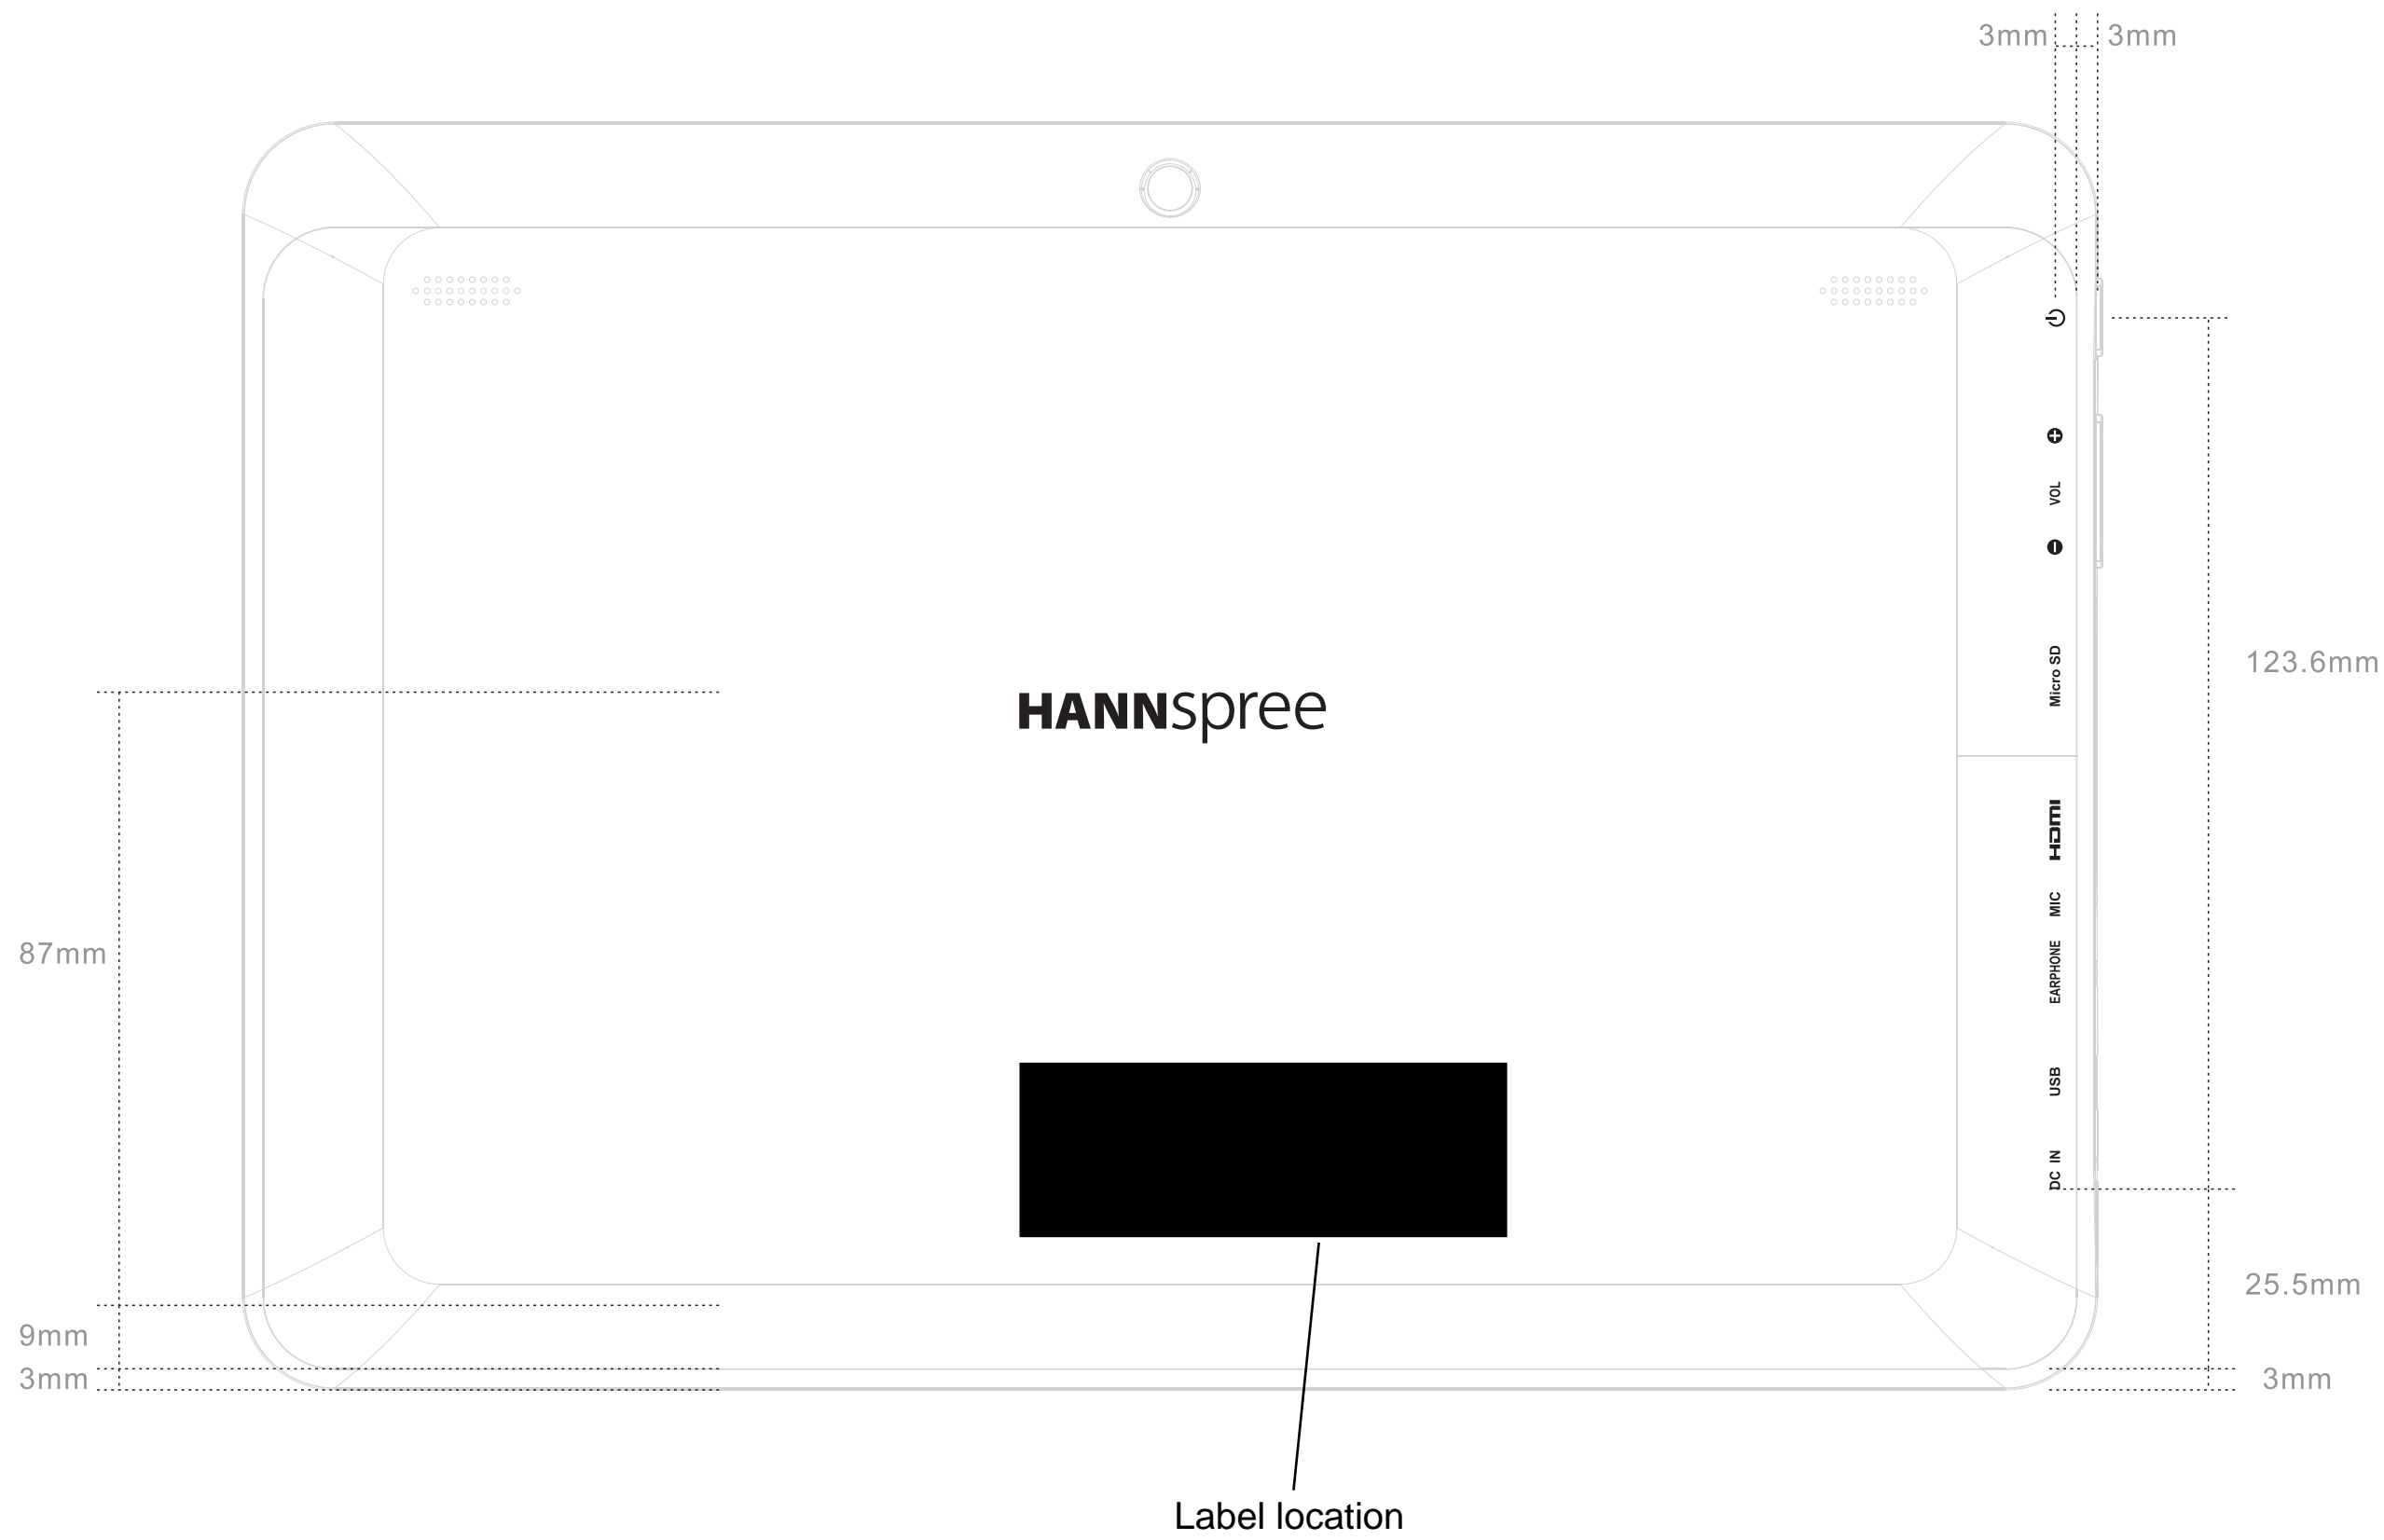 3mm
3mm
VOL
Micro SD
123.6mm
HANNspree
HDMI
MIC
EARPHONE
87mm
USB
DC IN
25.5mm
9mm
3mm
3mm
Label location